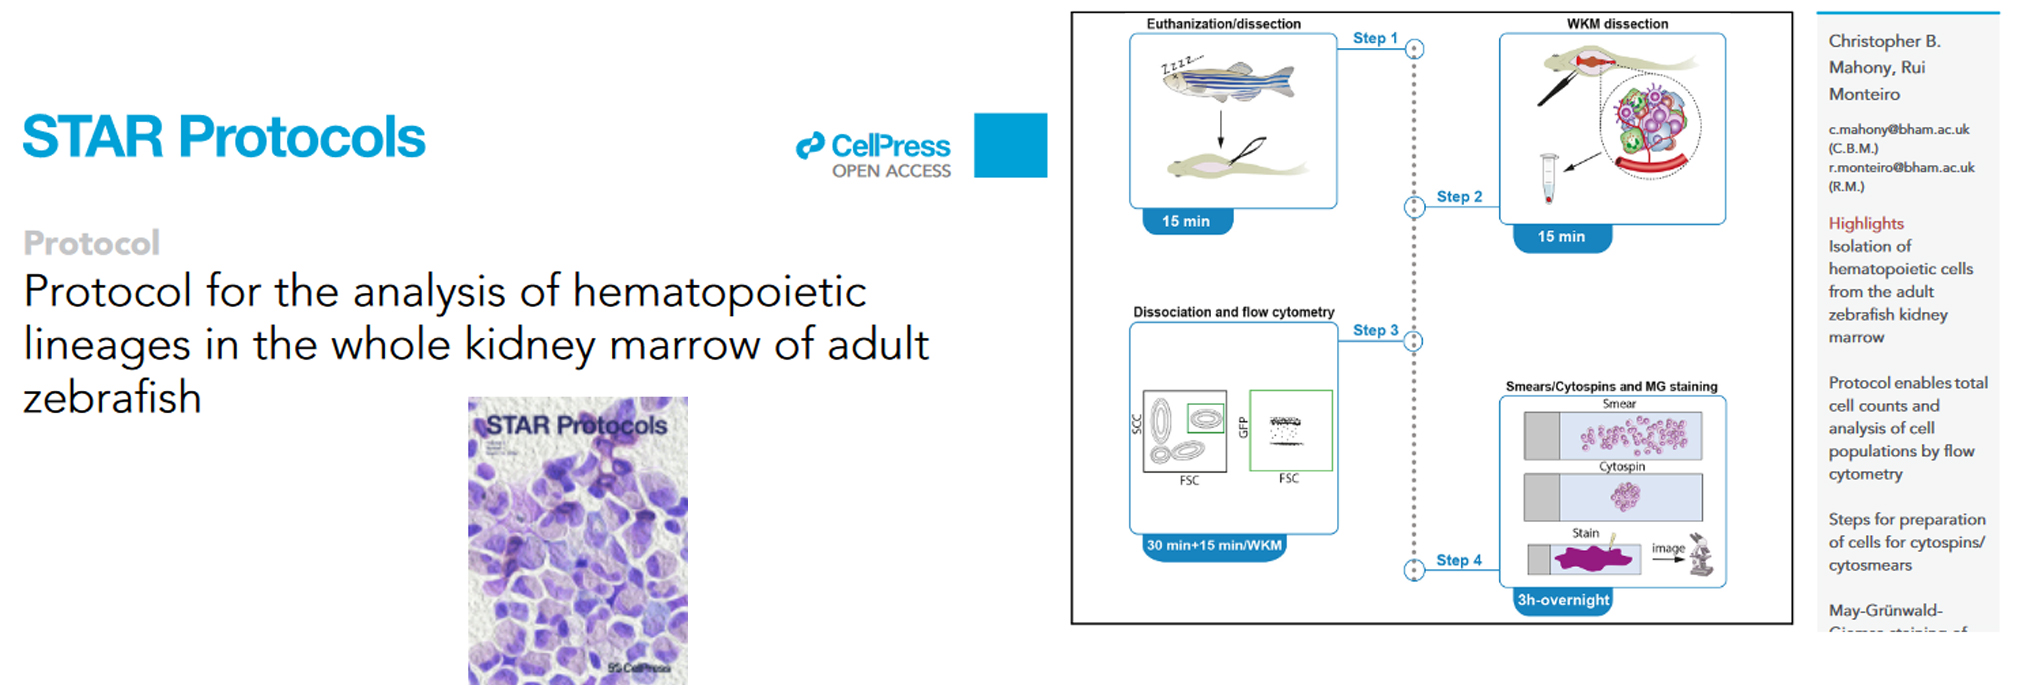 STAR Protocols
CellPress
OPEN ACCESS
Protocol
Protocol for the analysis of hematopoietic
lineages in the whole kidney marrow of adult
zebrafish
STAR Protocols
CellPress
Euthanization/dissection
Zzzz...
15 min
Step 1
WKM dissection
Step 2
15 min
Dissociation and flow cytometry
Step 3
SCC
FSC
GFP
FSC
30 min+15 min/WKM
Smears/Cytospins and MG staining
Smear
Cytospin
Stain
image
Step 4
3h-overnight
Christopher B.
Mahony, Rui
Monteiro
c.mahony@bham.ac.uk
(C.B.M.)
r.monteiro@bham.ac.uk
(R.M.)
Highlights
Isolation of
hematopoietic cells
from the adult
zebrafish kidney
marrow
Protocol enables total
cell counts and
analysis of cell
populations by flow
cytometry
Steps for preparation
of cells for cytospins/
cytosmears
May-Grünwald-